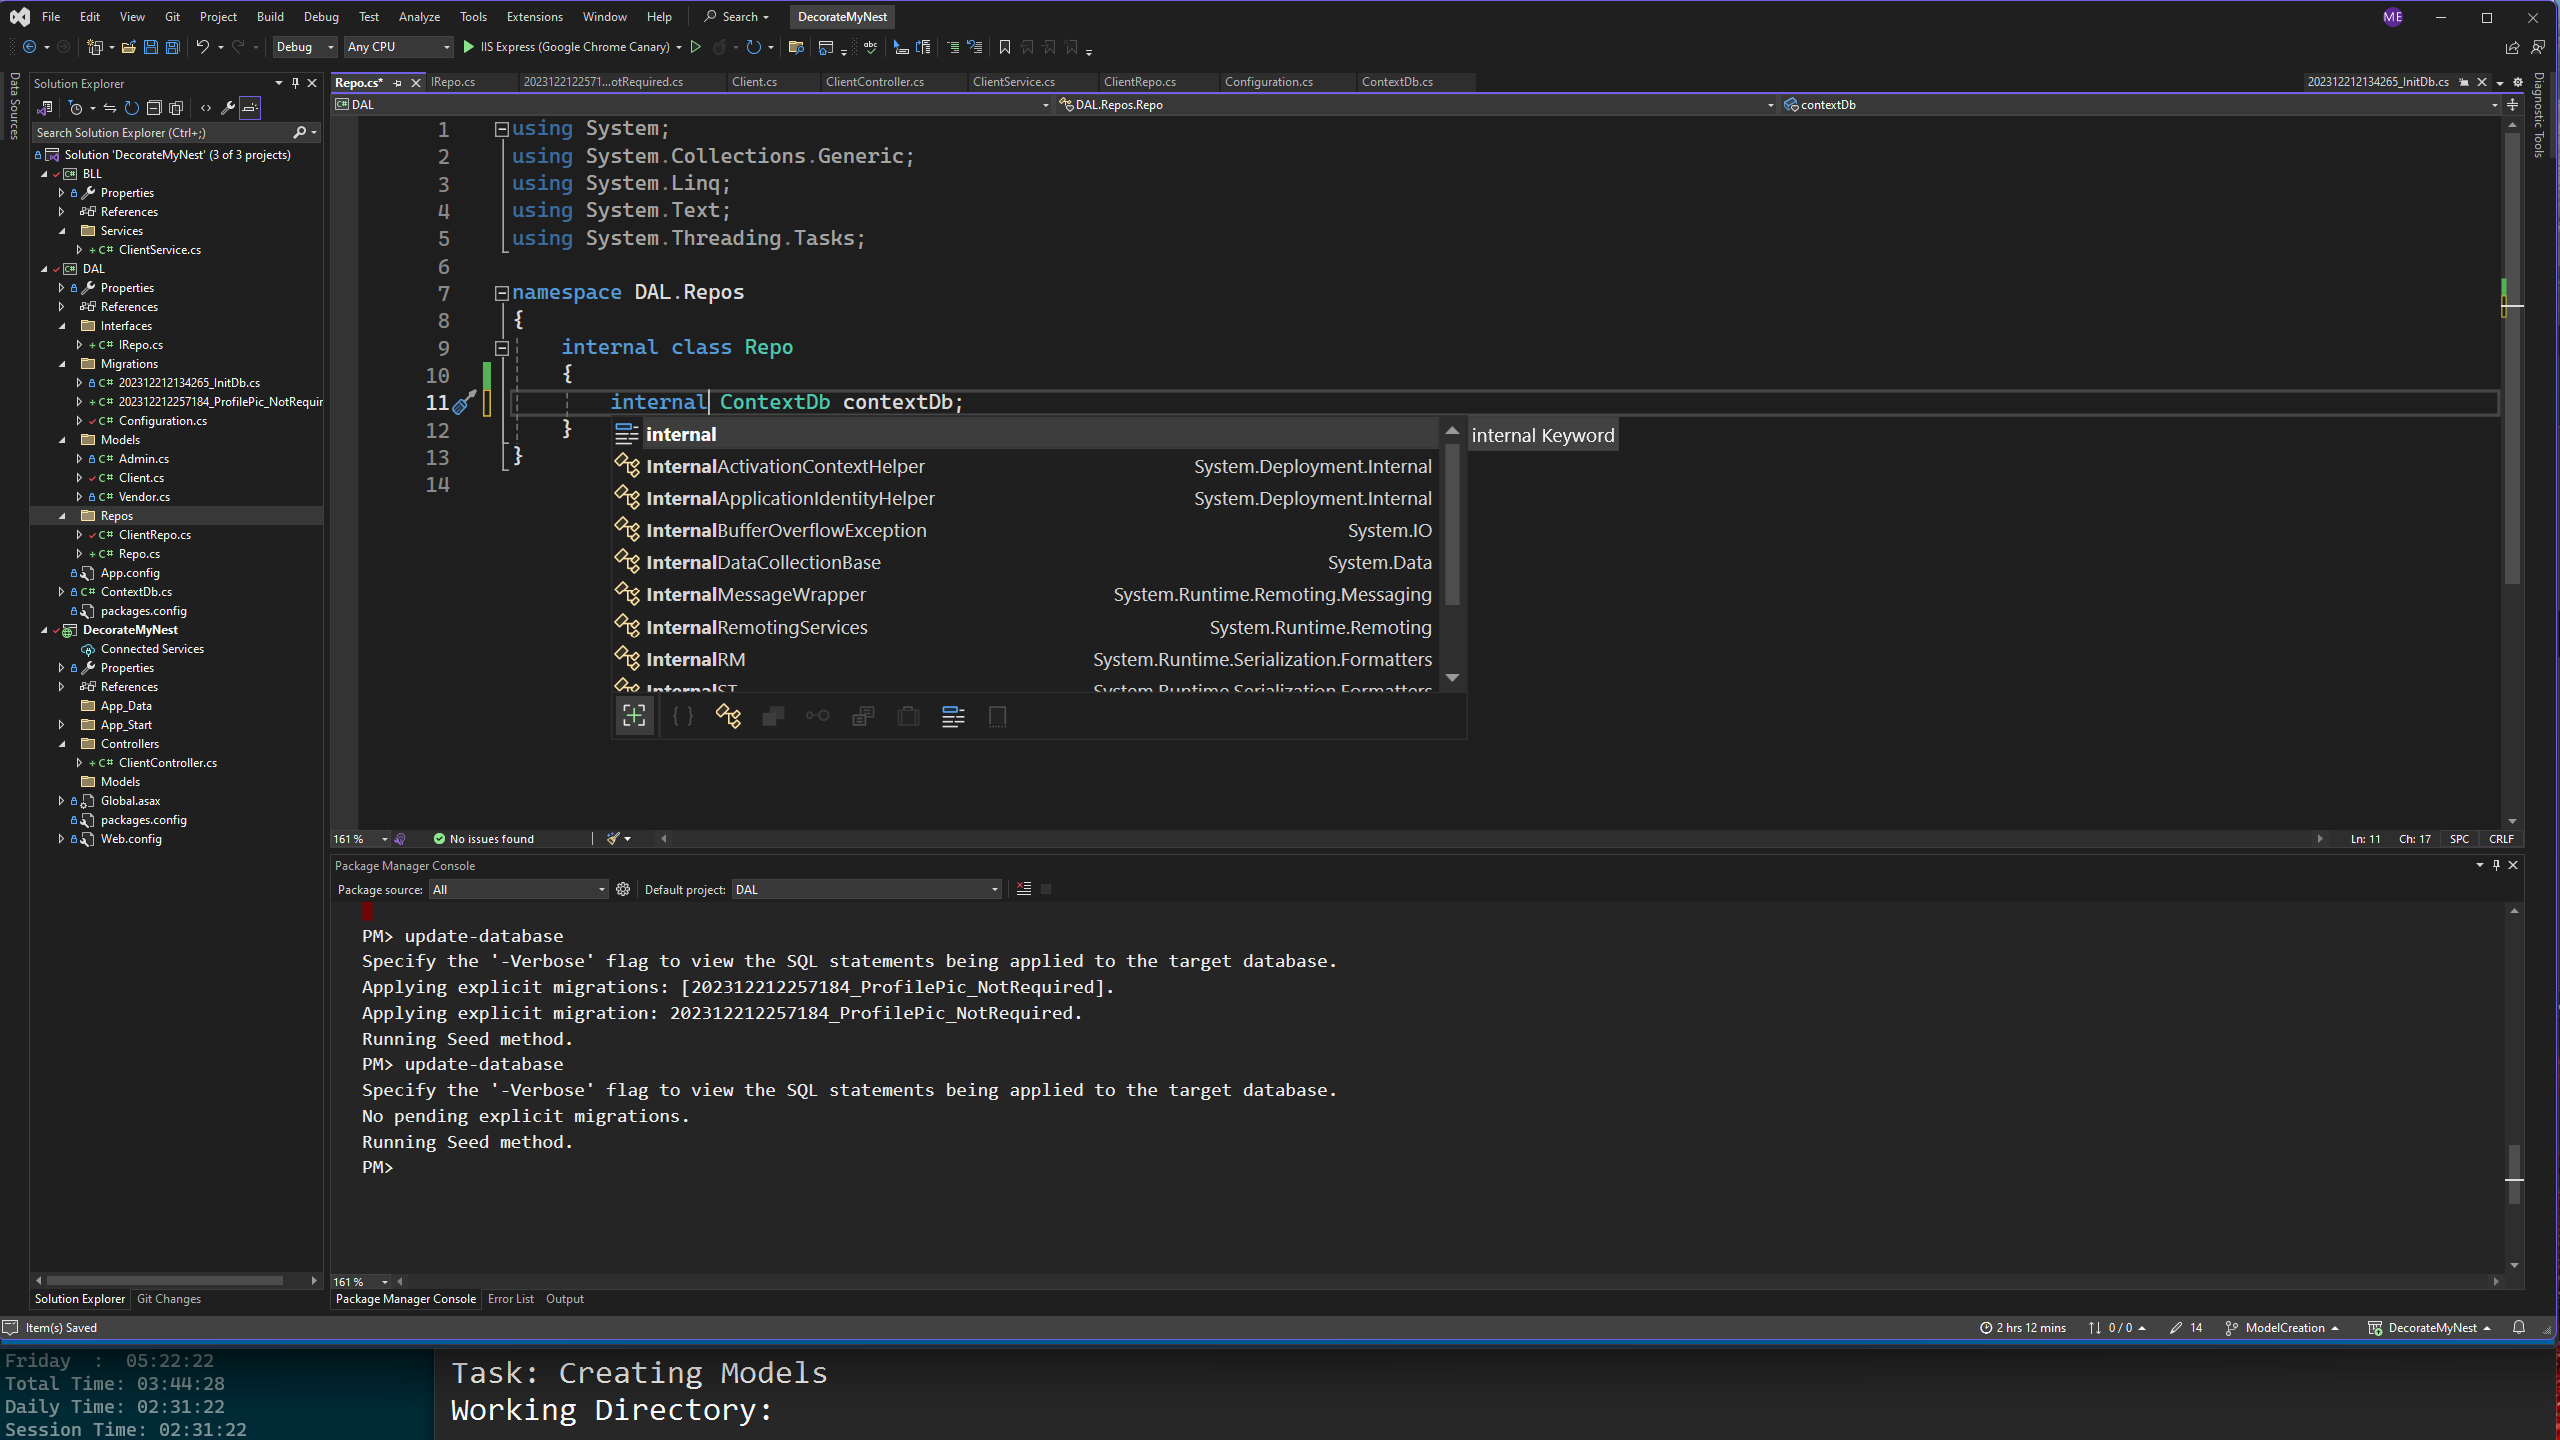 File Edit View Git Project Build Debug Test Analyze Tools Extensions Window Help Search DecorateMyNest ME
Debug Any CPU IIS Express (Google Chrome Canary)
Data Sources
Solution Explorer
Search Solution Explorer (Ctrl+;)
Solution 'DecorateMyNest' (3 of 3 projects)
BLL
Properties
References
Services
ClientService.cs
DAL
Properties
References
Interfaces
IRepo.cs
Migrations
202312212134265_InitDb.cs
202312212257184_ProfilePic_NotRequir
Configuration.cs
Models
Admin.cs
Client.cs
Vendor.cs
Repos
ClientRepo.cs
Repo.cs
App.config
ContextDb.cs
packages.config
DecorateMyNest
Connected Services
Properties
References
App_Data
App_Start
Controllers
ClientController.cs
Models
Global.asax
packages.config
Web.config
Solution Explorer Git Changes
Repo.cs* IRepo.cs 2023122122571...otRequired.cs Client.cs ClientController.cs ClientService.cs ClientRepo.cs Configuration.cs ContextDb.cs 202312212134265_InitDb.cs
DAL DAL.Repos.Repo contextDb
1 using System;
2 using System.Collections.Generic;
3 using System.Linq;
4 using System.Text;
5 using System.Threading.Tasks;
6
7 namespace DAL.Repos
8 {
9 internal class Repo
10 {
11 internal ContextDb contextDb;
12 }
13 }
14
internal internal Keyword
InternalActivationContextHelper System.Deployment.Internal
InternalApplicationIdentityHelper System.Deployment.Internal
InternalBufferOverflowException System.IO
InternalDataCollectionBase System.Data
InternalMessageWrapper System.Runtime.Remoting.Messaging
InternalRemotingServices System.Runtime.Remoting
InternalRM System.Runtime.Serialization.Formatters
InternalST System.Runtime.Serialization.Formatters
161 % No issues found Ln: 11 Ch: 17 SPC CRLF
Diagnostic Tools
Package Manager Console
Package source: All Default project: DAL
PM> update-database
Specify the '-Verbose' flag to view the SQL statements being applied to the target database.
Applying explicit migrations: [202312212257184_ProfilePic_NotRequired].
Applying explicit migration: 202312212257184_ProfilePic_NotRequired.
Running Seed method.
PM> update-database
Specify the '-Verbose' flag to view the SQL statements being applied to the target database.
No pending explicit migrations.
Running Seed method.
PM>
161 %
Package Manager Console Error List Output
Item(s) Saved 2 hrs 12 mins 0 / 0 14 ModelCreation DecorateMyNest
Friday : 05:22:22
Total Time: 03:44:28
Daily Time: 02:31:22
Session Time: 02:31:22
Task: Creating Models
Working Directory: